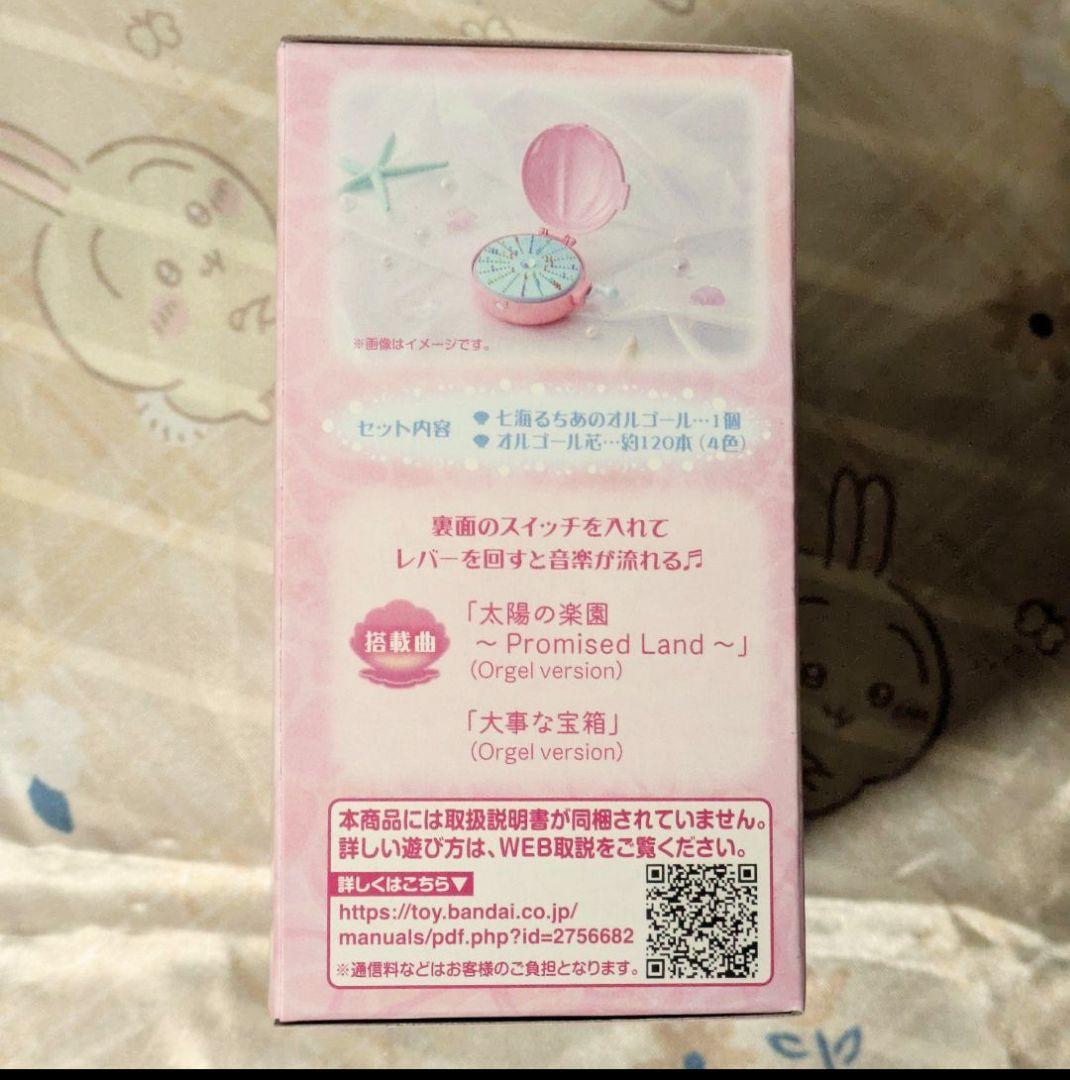 ※画像はイメージです。
セット内容
七海るちあのオルゴール…1個
オルゴール芯…約120本(4色)
裏面のスイッチを入れて
レバーを回すと音楽が流れる♬
搭載曲
「太陽の楽園
～ Promised Land ～」
(Orgel version)
「大事な宝箱」
(Orgel version)
本商品には取扱説明書が同梱されていません。
詳しい遊び方は、WEB取説をご覧ください。
詳しくはこちら▼
https://toy.bandai.co.jp/
manuals/pdf.php?id=2756682
※通信料などはお客様のご負担となります。